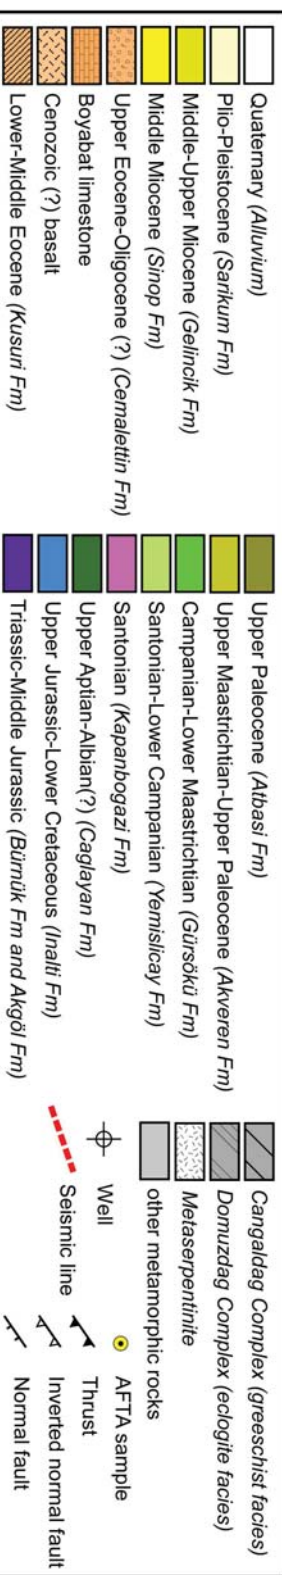 Quaternary (Alluvium)
Plio-Pleistocene (Sarikum Fm)
Middle-Upper Miocene (Gelincik Fm)
Middle Miocene (Sinop Fm)
Upper Eocene-Oligocene (?) (Cemalettin Fm)
Boyabat limestone
Cenozoic (?) basalt
Lower-Middle Eocene (Kusuri Fm)
Upper Paleocene (Atbasi Fm)
Upper Maastrichtian-Upper Paleocene (Akveren Fm)
Campanian-Lower Maastrichtian (Gürsökü Fm)
Santonian-Lower Campanian (Yemislicay Fm)
Santonian (Kapanbogazi Fm)
Upper Aptian-Albian(?) (Caglayan Fm)
Upper Jurassic-Lower Cretaceous (Inalti Fm)
Triassic-Middle Jurassic (Bürnük Fm and Akgöl Fm)
Cangaldag Complex (greeschist facies)
Domuzdag Complex (eclogite facies)
Metaserpentinite
other metamorphic rocks
Well
Seismic line
AFTA sample
Thrust
Inverted normal fault
Normal fault